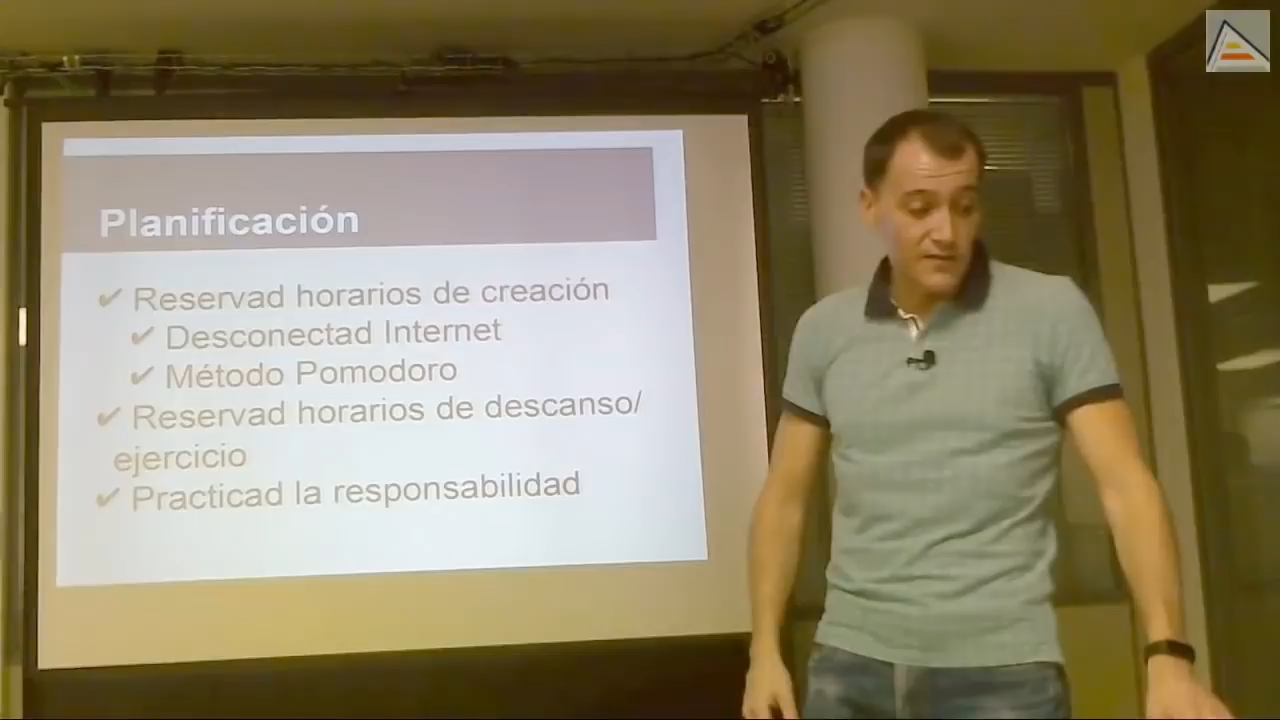 Planificación
✔ Reservad horarios de creación
✔ Desconectad Internet
✔ Método Pomodoro
✔ Reservad horarios de descanso/
ejercicio
✔ Practicad la responsabilidad